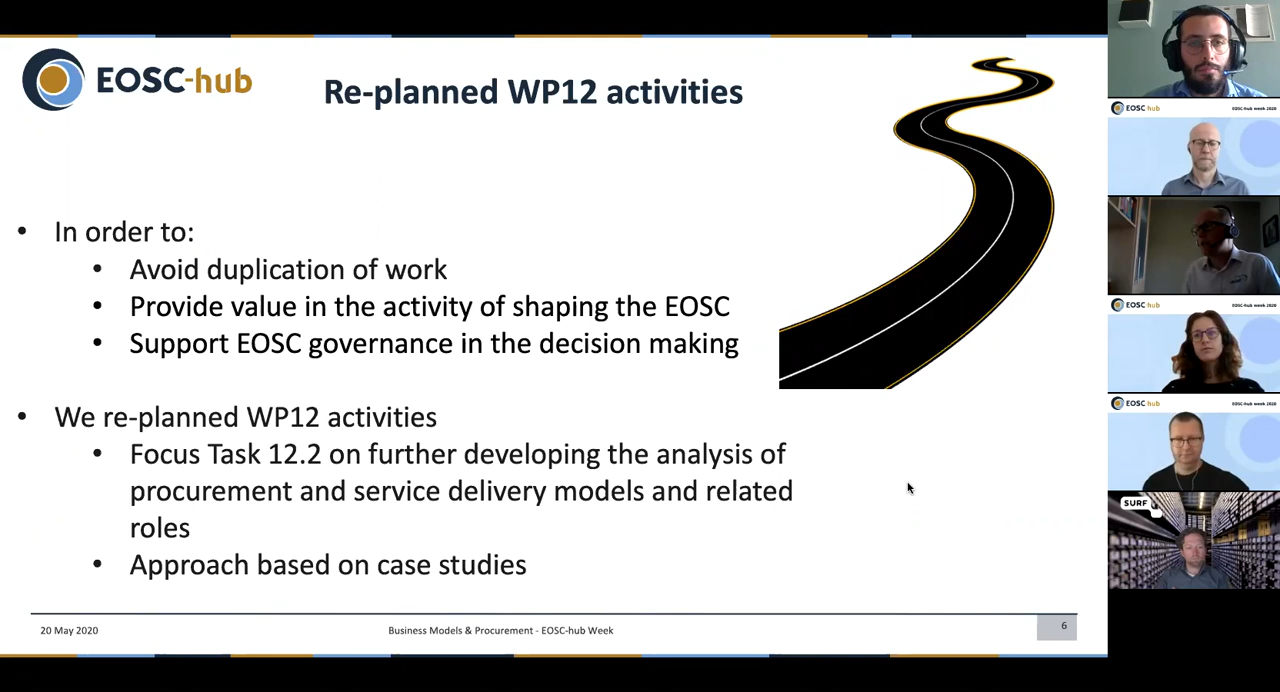 EOSC-hub
Re-planned WP12 activities
• In order to:
• Avoid duplication of work
• Provide value in the activity of shaping the EOSC
• Support EOSC governance in the decision making
• We re-planned WP12 activities
• Focus Task 12.2 on further developing the analysis of
procurement and service delivery models and related
roles
• Approach based on case studies
20 May 2020
Business Models & Procurement - EOSC-hub Week
6
EOSC hub
EOSC-hub week 2020
EOSC hub
EOSC-hub week 2020
EOSC hub
EOSC-hub week 2020
SURF